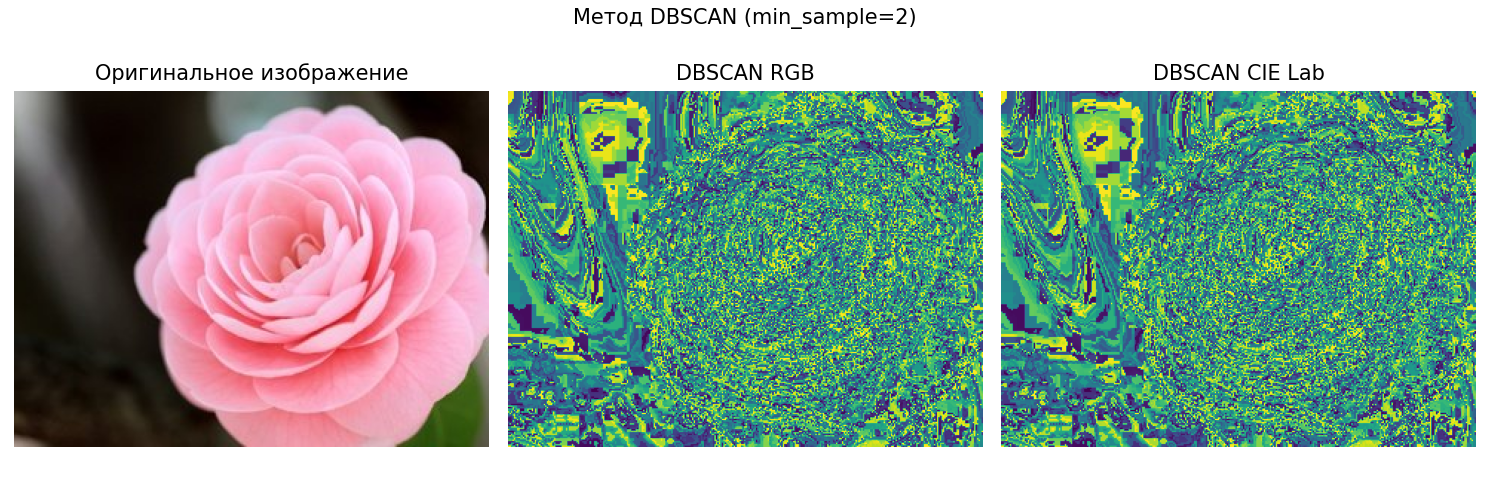 Метод DBSCAN (min_sample=2)
Оригинальное изображение
DBSCAN RGB
DBSCAN CIE Lab